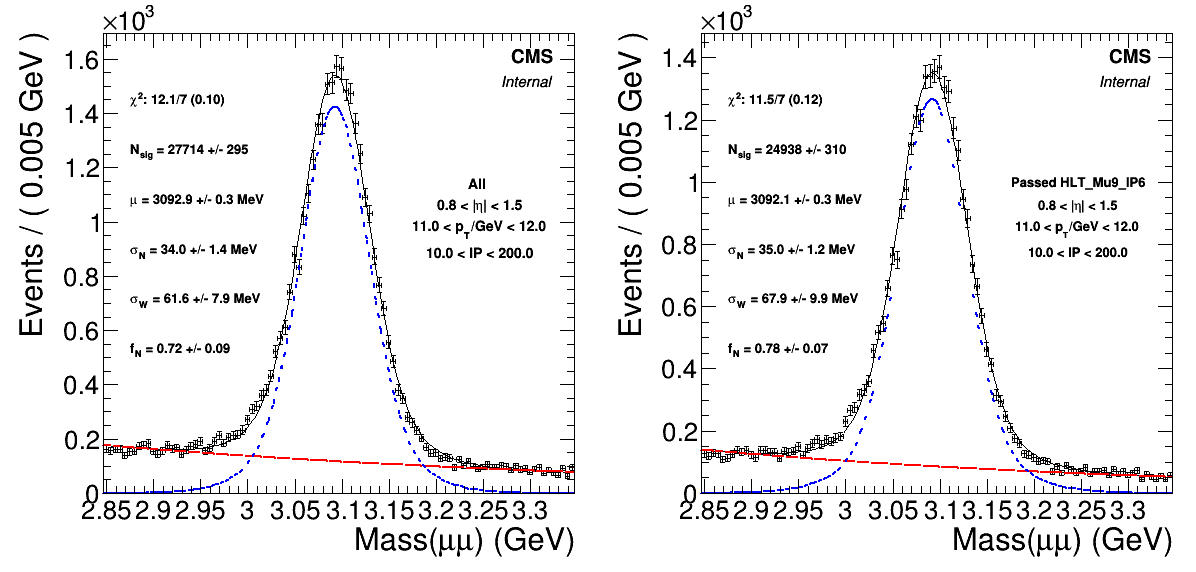 ×10³
CMS
Internal
χ²: 12.1/7 (0.10)
N_sig = 27714 +/- 295
μ = 3092.9 +/- 0.3 MeV
σ_N = 34.0 +/- 1.4 MeV
σ_W = 61.6 +/- 7.9 MeV
f_N = 0.72 +/- 0.09
All
0.8 < |η| < 1.5
11.0 < p_T/GeV < 12.0
10.0 < IP < 200.0
Events / ( 0.005 GeV )
1.6
1.4
1.2
1
0.8
0.6
0.4
0.2
0
2.85 2.9 2.95 3 3.05 3.1 3.15 3.2 3.25 3.3
Mass(μμ) (GeV)
×10³
CMS
Internal
χ²: 11.5/7 (0.12)
N_sig = 24938 +/- 310
μ = 3092.1 +/- 0.3 MeV
σ_N = 35.0 +/- 1.2 MeV
σ_W = 67.9 +/- 9.9 MeV
f_N = 0.78 +/- 0.07
Passed HLT_Mu9_IP6
0.8 < |η| < 1.5
11.0 < p_T/GeV < 12.0
10.0 < IP < 200.0
Events / ( 0.005 GeV )
1.4
1.2
1
0.8
0.6
0.4
0.2
0
2.85 2.9 2.95 3 3.05 3.1 3.15 3.2 3.25 3.3
Mass(μμ) (GeV)